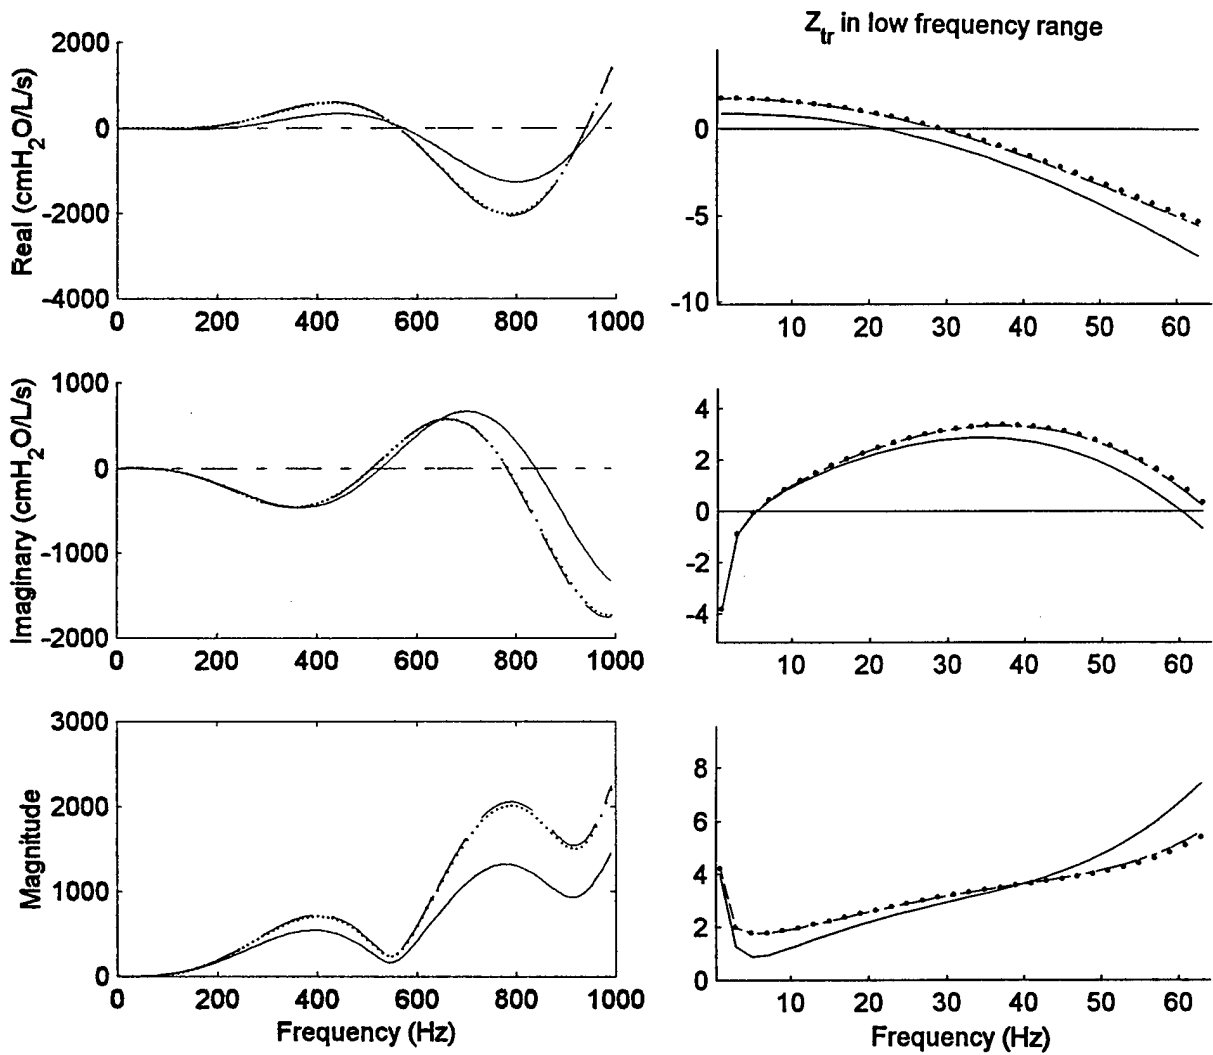 Z_tr in low frequency range
Real (cmH₂O/L/s)
2000
0
-2000
-4000
0 200 400 600 800 1000
0
-5
-10
10 20 30 40 50 60
Imaginary (cmH₂O/L/s)
1000
0
-1000
-2000
0 200 400 600 800 1000
4
2
0
-2
-4
10 20 30 40 50 60
Magnitude
3000
2000
1000
0
0 200 400 600 800 1000
Frequency (Hz)
8
6
4
2
0
10 20 30 40 50 60
Frequency (Hz)